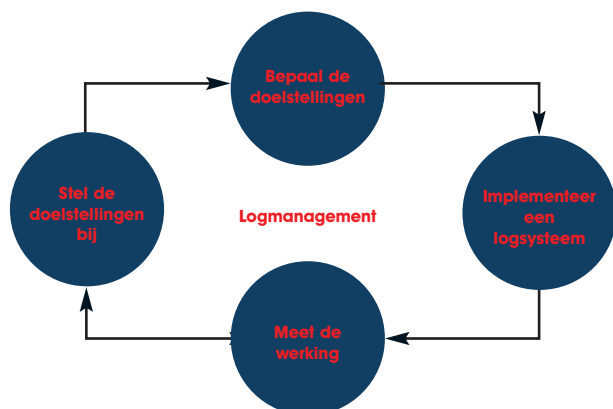 Bepaal de
doelstellingen
Stel de
doelstellingen
bij
Logmanagement
Implementeer
een
logsysteem
Meet de
werking